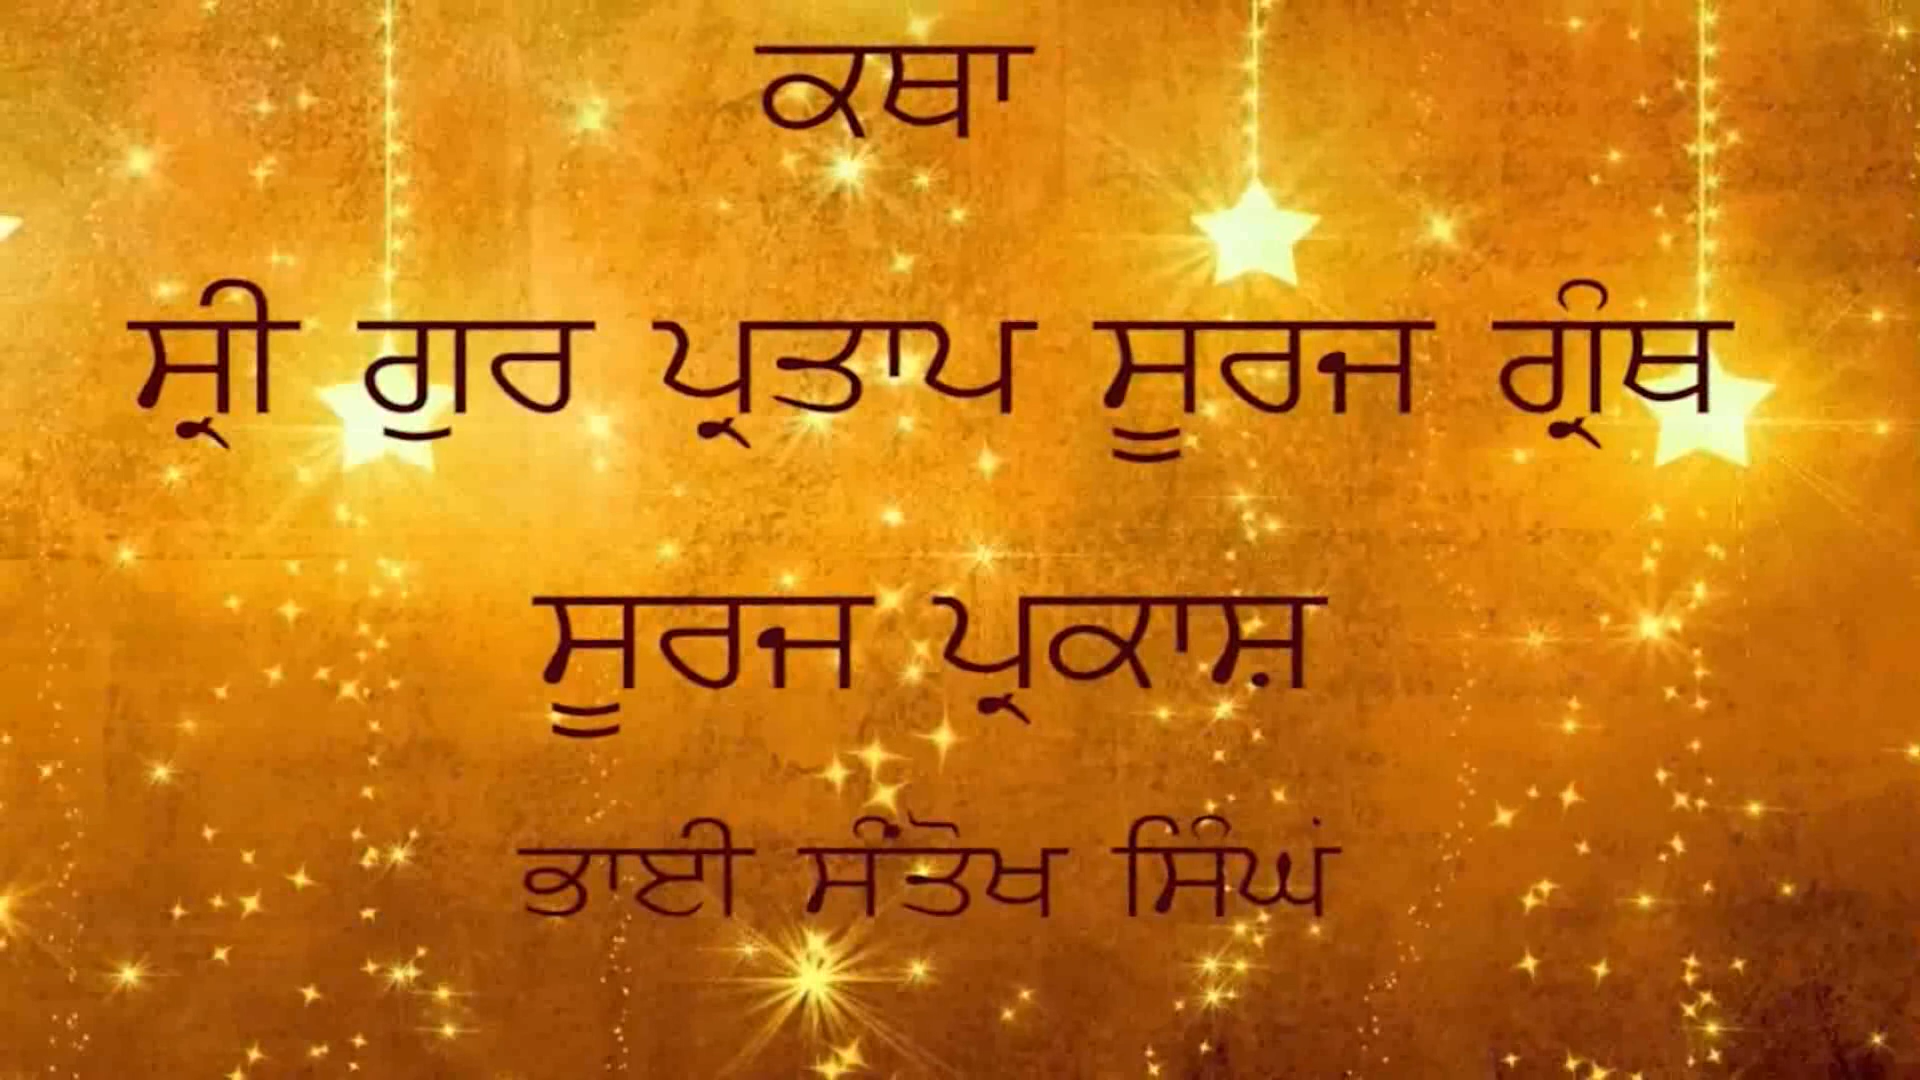 ਕਥਾ
ਸ੍ਰੀ ਗੁਰ ਪ੍ਰਤਾਪ ਸੂਰਜ ਗ੍ਰੰਥ
ਸੂਰਜ ਪ੍ਰਕਾਸ਼
ਭਾਈ ਸੰਤੋਖ ਸਿੰਘਂ